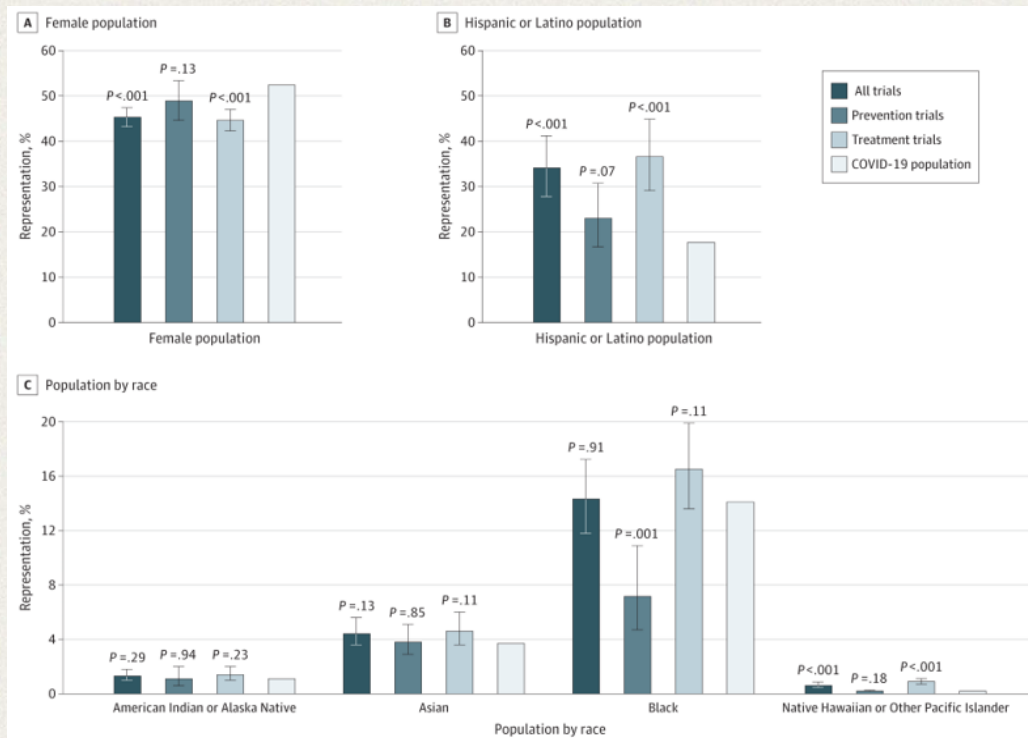 A Female population
60
50
40
30
20
10
0
Representation, %
P<.001
P=.13
P<.001
Female population
B Hispanic or Latino population
60
50
40
30
20
10
0
Representation, %
P<.001
P=.07
P<.001
Hispanic or Latino population
All trials
Prevention trials
Treatment trials
COVID-19 population
C Population by race
20
16
12
8
4
0
Representation, %
P=.29
P=.94
P=.23
P=.13
P=.85
P=.11
P=.91
P=.001
P=.11
P<.001
P=.18
P<.001
American Indian or Alaska Native
Asian
Black
Native Hawaiian or Other Pacific Islander
Population by race